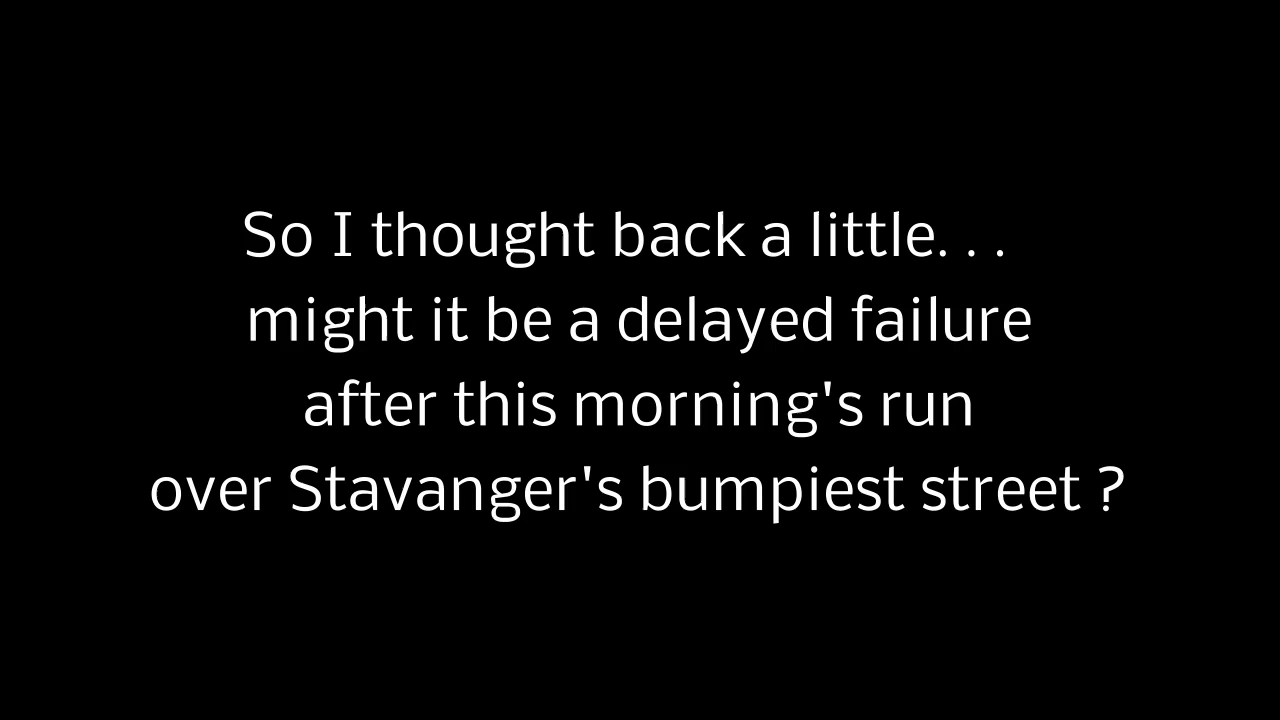 So I thought back a little. . .
might it be a delayed failure
after this morning's run
over Stavanger's bumpiest street ?